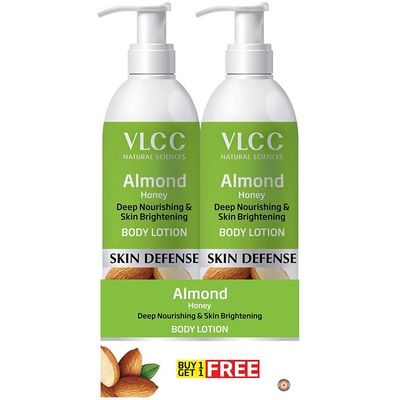 VLCC
NATURAL SCIENCES
Almond
Honey
Deep Nourishing &
Skin Brightening
BODY LOTION
SKIN DEFENSE
VLCC
NATURAL SCIENCES
Almond
Honey
Deep Nourishing &
Skin Brightening
BODY LOTION
SKIN DEFENSE
Almond
Honey
Deep Nourishing & Skin Brightening
BODY LOTION
BUY 1
GET 1
FREE